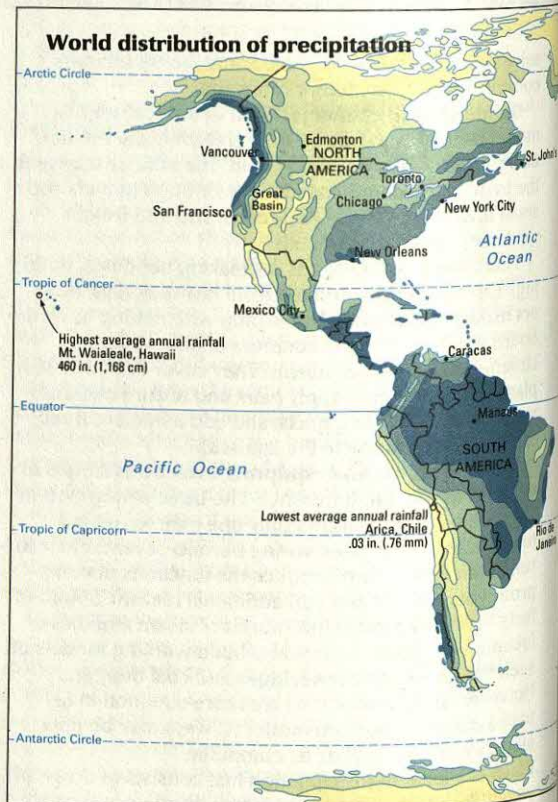 World distribution of precipitation
Arctic Circle
Vancouver
Edmonton
NORTH
AMERICA
St. John's
Toronto
Great
Basin
Chicago
San Francisco
New York City
New Orleans
Atlantic
Ocean
Tropic of Cancer
Mexico City
Highest average annual rainfall
Mt. Waialeale, Hawaii
460 in. (1,168 cm)
Caracas
Equator
Manaus
SOUTH
AMERICA
Pacific Ocean
Lowest average annual rainfall
Arica, Chile
.03 in. (.76 mm)
Rio de
Janeiro
Tropic of Capricorn
Antarctic Circle